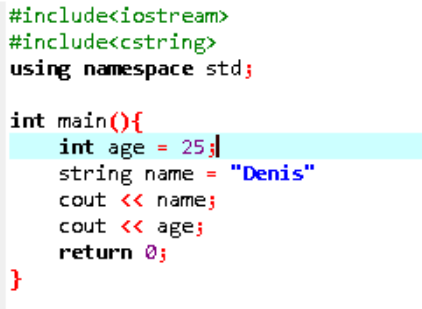 #include<iostream>
#include<cstring>
using namespace std;
int main(){
int age = 25;
string name = "Denis"
cout << name;
cout << age;
return 0;
}